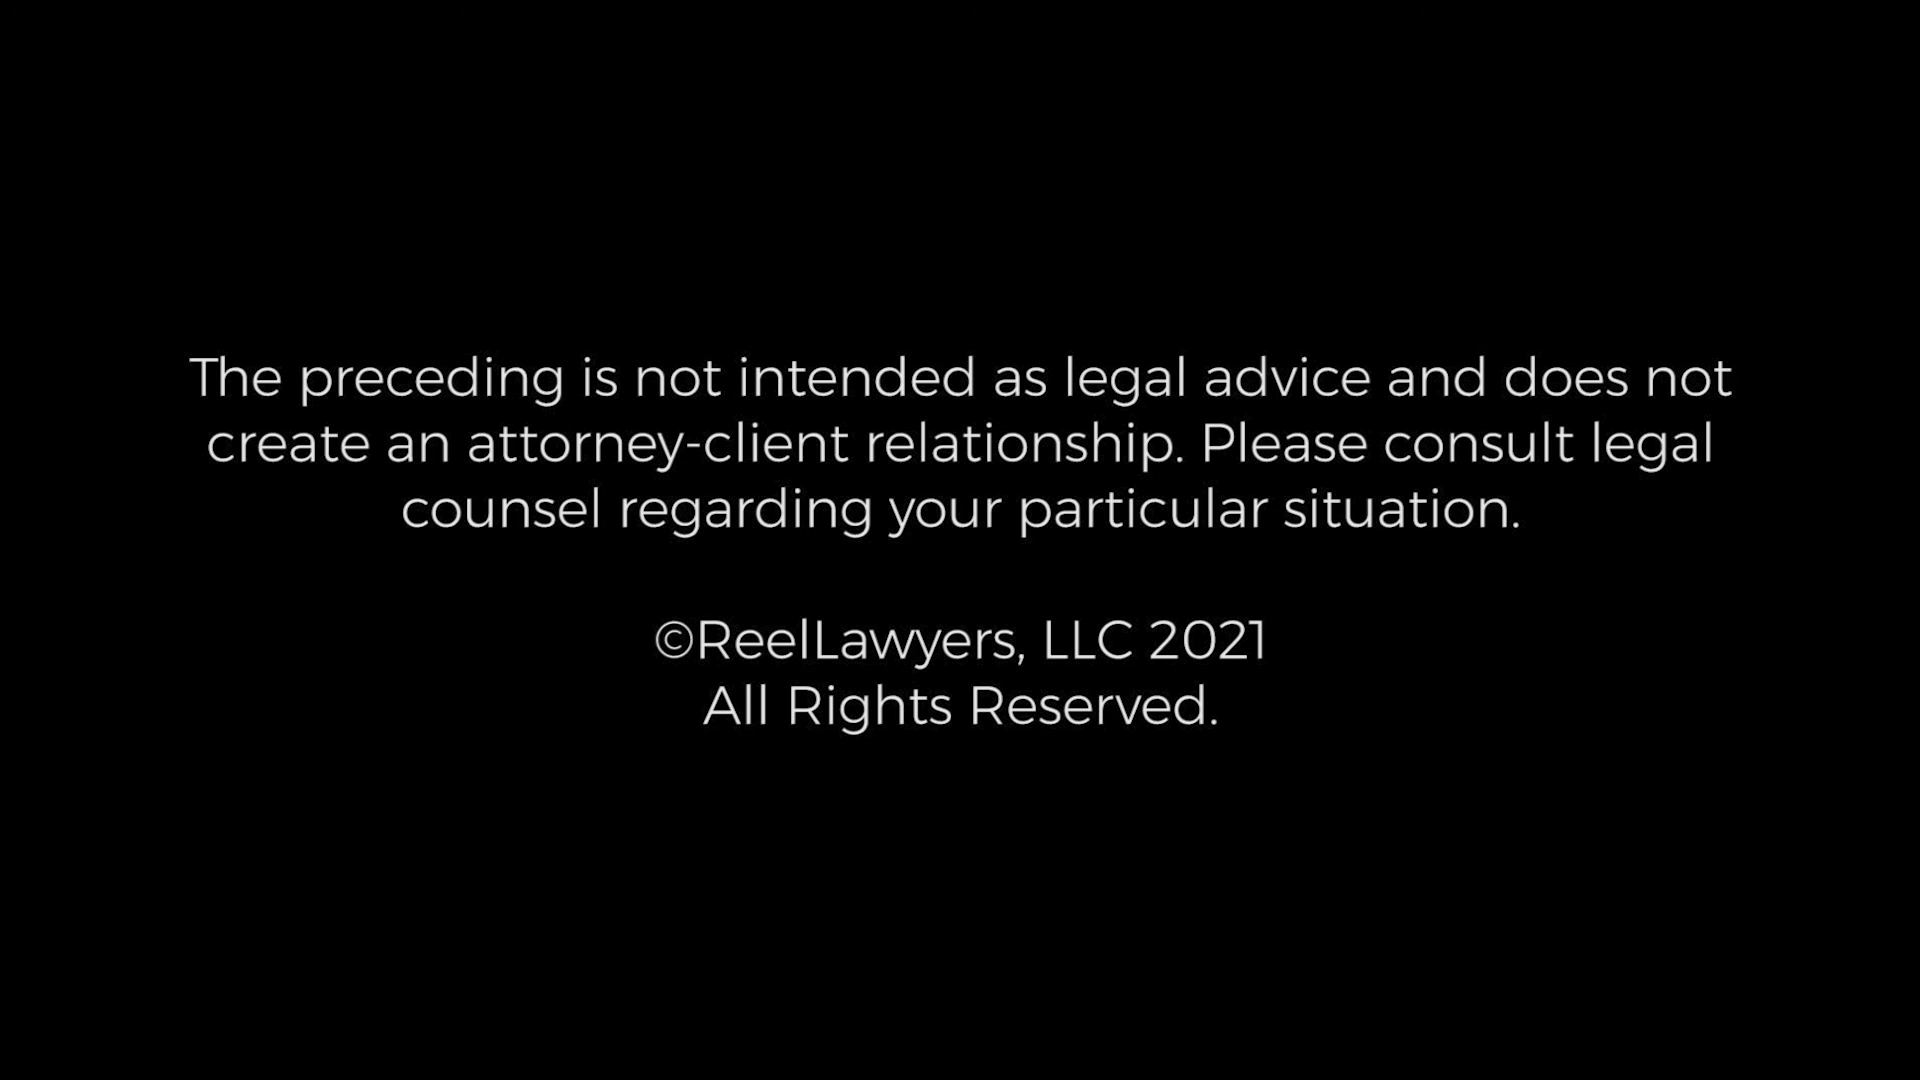 The preceding is not intended as legal advice and does not
create an attorney-client relationship. Please consult legal
counsel regarding your particular situation.
©ReelLawyers, LLC 2021
All Rights Reserved.